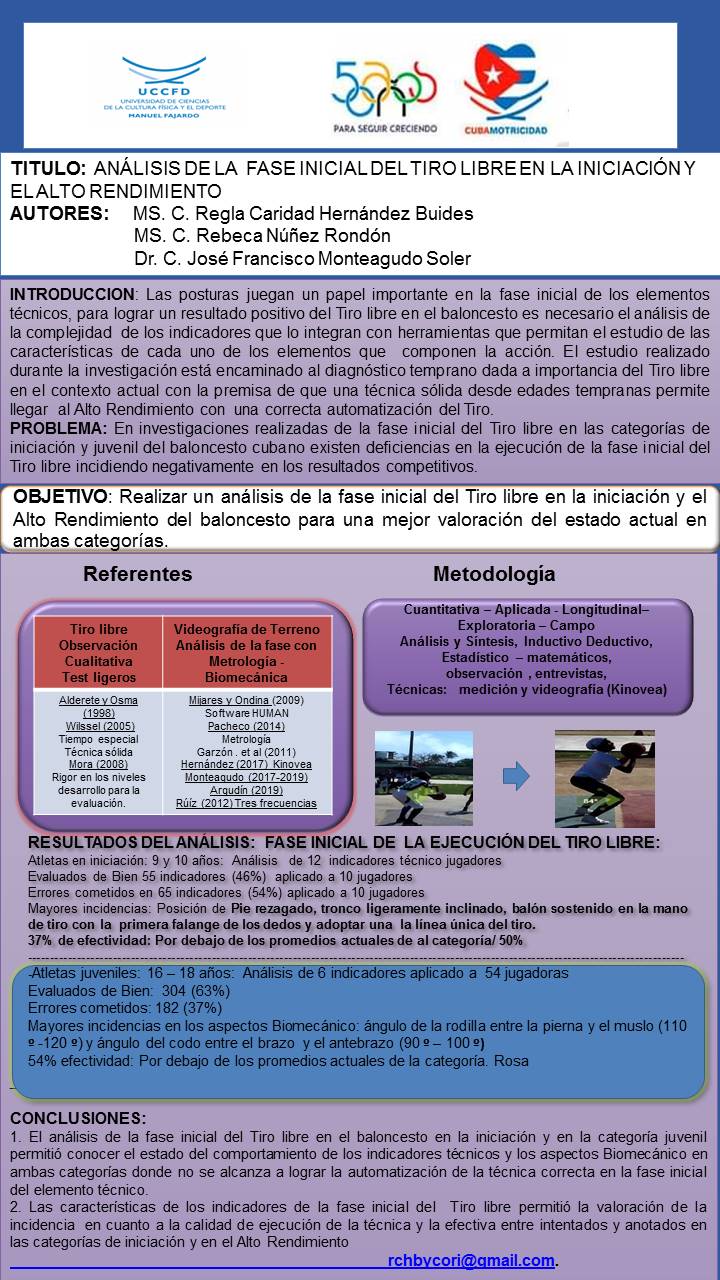 UCCFD
UNIVERSIDAD DE CIENCIAS
DE LA CULTURA FÍSICA Y EL DEPORTE
MANUEL FAJARDO
PARA SEGUIR CRECIENDO
CUBAMOTRICIDAD
TITULO: ANÁLISIS DE LA FASE INICIAL DEL TIRO LIBRE EN LA INICIACIÓN Y
EL ALTO RENDIMIENTO
AUTORES: MS. C. Regla Caridad Hernández Buides
MS. C. Rebeca Núñez Rondón
Dr. C. José Francisco Monteagudo Soler
INTRODUCCION: Las posturas juegan un papel importante en la fase inicial de los elementos
técnicos, para lograr un resultado positivo del Tiro libre en el baloncesto es necesario el análisis de
la complejidad de los indicadores que lo integran con herramientas que permitan el estudio de las
características de cada uno de los elementos que componen la acción. El estudio realizado
durante la investigación está encaminado al diagnóstico temprano dada a importancia del Tiro libre
en el contexto actual con la premisa de que una técnica sólida desde edades tempranas permite
llegar al Alto Rendimiento con una correcta automatización del Tiro.
PROBLEMA: En investigaciones realizadas de la fase inicial del Tiro libre en las categorías de
iniciación y juvenil del baloncesto cubano existen deficiencias en la ejecución de la fase inicial del
Tiro libre incidiendo negativamente en los resultados competitivos.
OBJETIVO: Realizar un análisis de la fase inicial del Tiro libre en la iniciación y el
Alto Rendimiento del baloncesto para una mejor valoración del estado actual en
ambas categorías.
Referentes
Tiro libre
Observación
Cualitativa
Test ligeros
Videografía de Terreno
Análisis de la fase con
Metrología -
Biomecánica
Alderete y Osma
(1998)
Wilssel (2005)
Tiempo especial
Técnica sólida
Mora (2008)
Rigor en los niveles
desarrollo para la
evaluación.
Mijares y Ondina (2009)
Software HUMAN
Pacheco (2014)
Metrología
Garzón . et al (2011)
Hernández (2017) Kinovea
Monteagudo (2017-2019)
Argudín (2019)
Rúíz (2012) Tres frecuencias
Metodología
Cuantitativa – Aplicada - Longitudinal–
Exploratoria – Campo
Análisis y Síntesis, Inductivo Deductivo,
Estadístico – matemáticos,
observación , entrevistas,
Técnicas: medición y videografía (Kinovea)
84°
RESULTADOS DEL ANÁLISIS: FASE INICIAL DE LA EJECUCIÓN DEL TIRO LIBRE:
Atletas en iniciación: 9 y 10 años: Análisis de 12 indicadores técnico jugadores
Evaluados de Bien 55 indicadores (46%) aplicado a 10 jugadores
Errores cometidos en 65 indicadores (54%) aplicado a 10 jugadores
Mayores incidencias: Posición de Pie rezagado, tronco ligeramente inclinado, balón sostenido en la mano
de tiro con la primera falange de los dedos y adoptar una la línea única del tiro.
37% de efectividad: Por debajo de los promedios actuales de al categoría/ 50%
-Atletas juveniles: 16 – 18 años: Análisis de 6 indicadores aplicado a 54 jugadoras
Evaluados de Bien: 304 (63%)
Errores cometidos: 182 (37%)
Mayores incidencias en los aspectos Biomecánico: ángulo de la rodilla entre la pierna y el muslo (110
º -120 º) y ángulo del codo entre el brazo y el antebrazo (90 º – 100 º)
54% efectividad: Por debajo de los promedios actuales de la categoría. Rosa
CONCLUSIONES:
1. El análisis de la fase inicial del Tiro libre en el baloncesto en la iniciación y en la categoría juvenil
permitió conocer el estado del comportamiento de los indicadores técnicos y los aspectos Biomecánico en
ambas categorías donde no se alcanza a lograr la automatización de la técnica correcta en la fase inicial
del elemento técnico.
2. Las características de los indicadores de la fase inicial del Tiro libre permitió la valoración de la
incidencia en cuanto a la calidad de ejecución de la técnica y la efectiva entre intentados y anotados en
las categorías de iniciación y en el Alto Rendimiento
rchbycori@gmail.com.